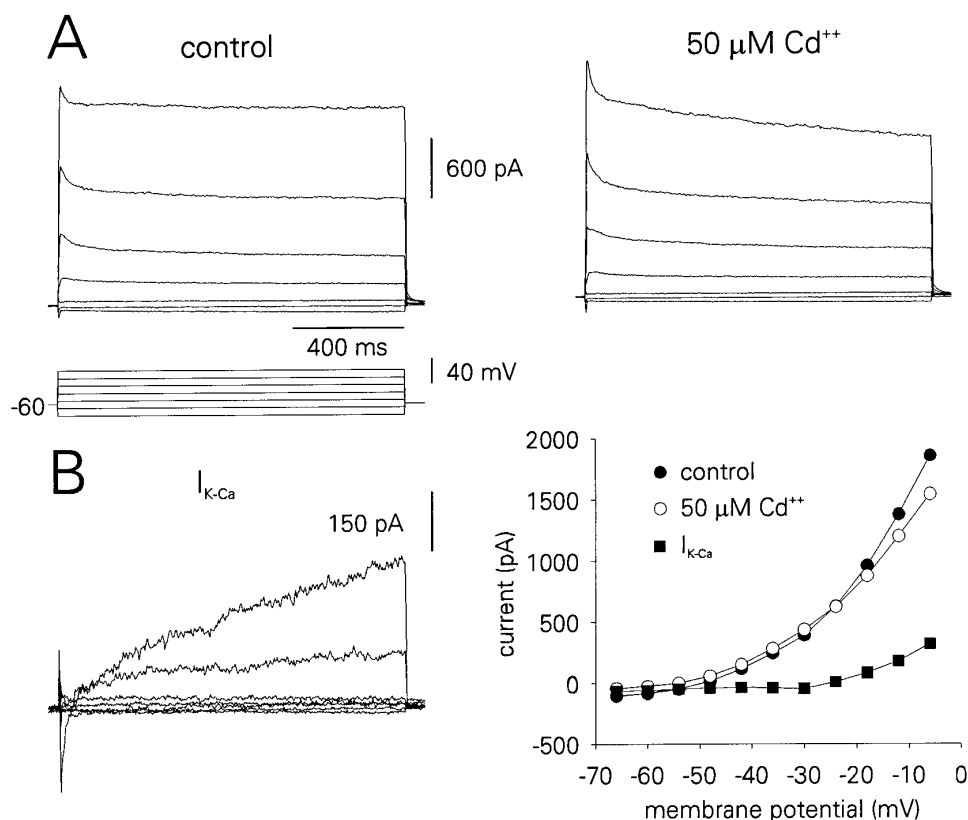 A
control
50 μM Cd⁺⁺
600 pA
400 ms
40 mV
-60
B
I_K-Ca
150 pA
2000
1500
1000
500
0
-500
current (pA)
control
50 μM Cd⁺⁺
I_K-Ca
-70 -60 -50 -40 -30 -20 -10 0
membrane potential (mV)